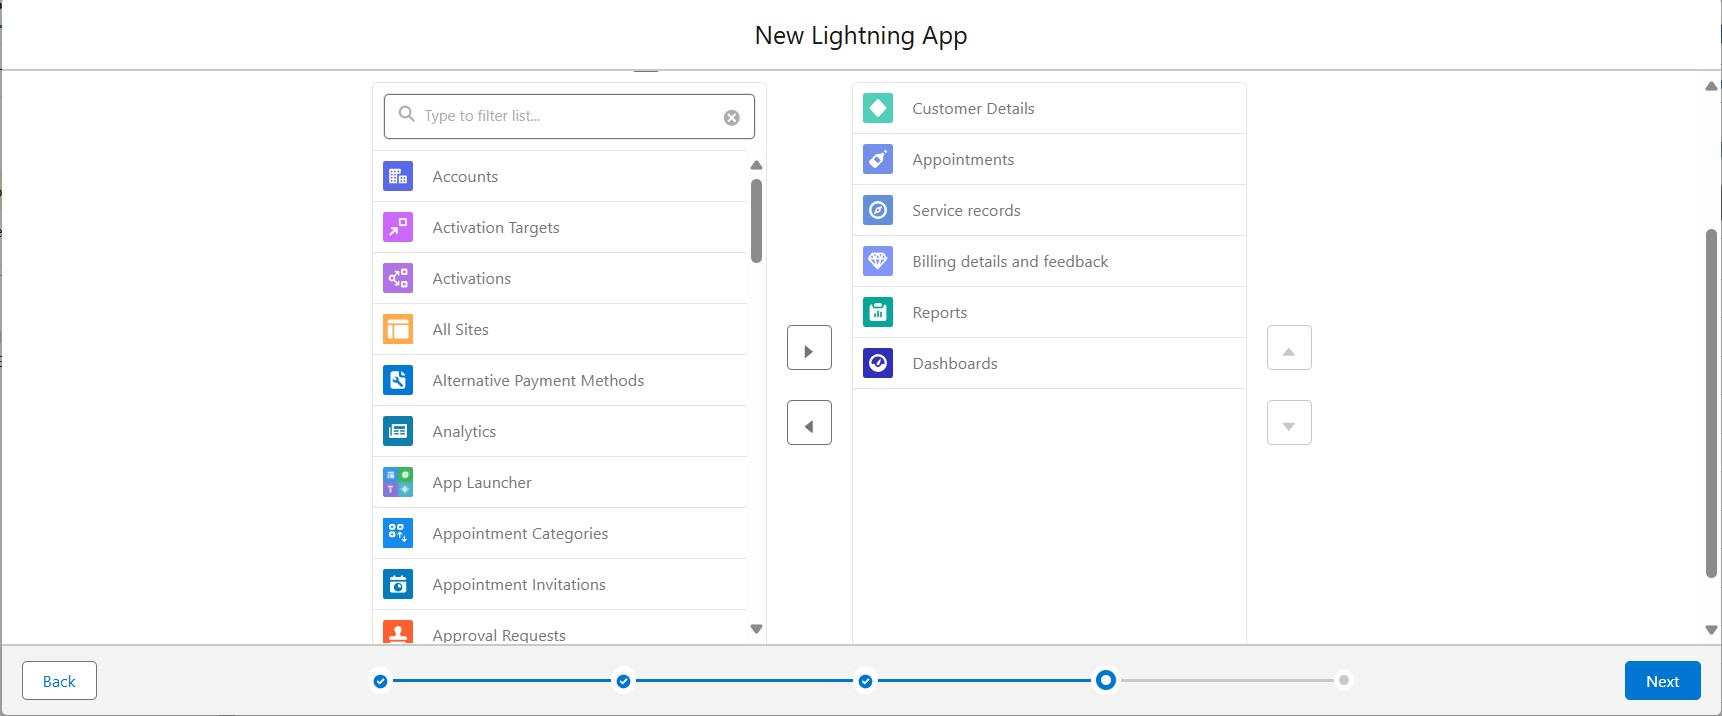 New Lightning App
Type to filter list...
Accounts
Activation Targets
Activations
All Sites
Alternative Payment Methods
Analytics
App Launcher
Appointment Categories
Appointment Invitations
Approval Requests
Customer Details
Appointments
Service records
Billing details and feedback
Reports
Dashboards
Back
Next